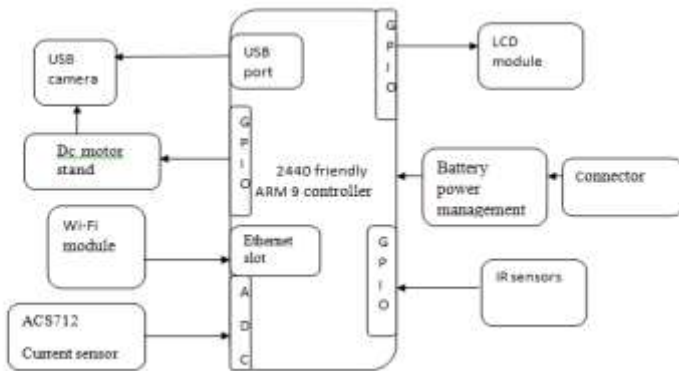 USB
camera
USB
port
G
P
I
O
LCD
module
Dc motor
stand
G
P
I
O
2440 friendly
ARM 9 controller
Battery
power
management
Connector
Wi-Fi
module
Ethernet
slot
G
P
I
O
IR sensors
ACS712
Current sensor
A
D
C